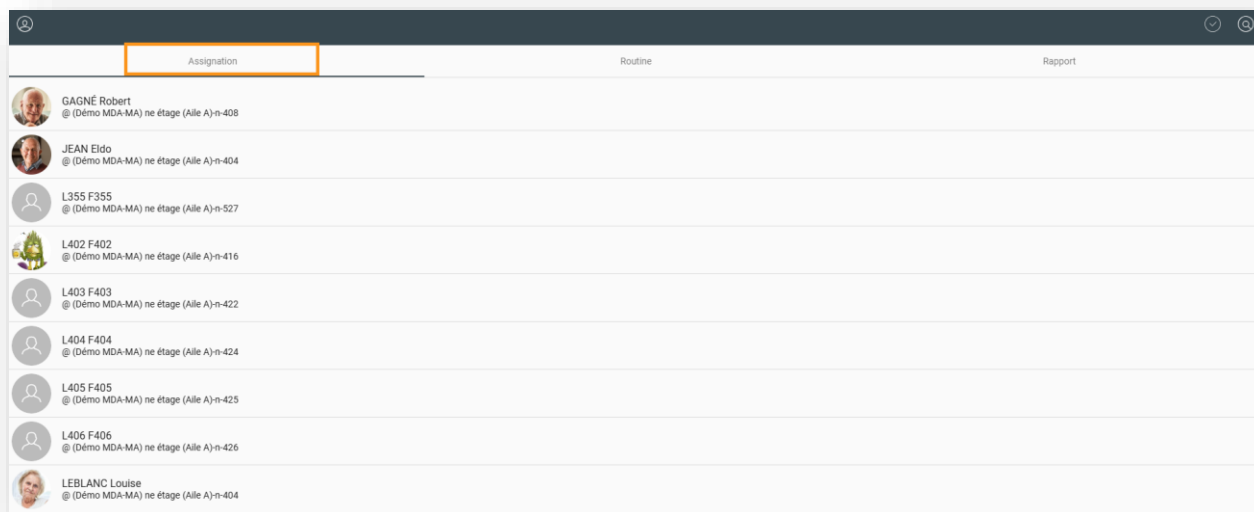 Assignation
Routine
Rapport
GAGNÉ Robert
@ (Démo MDA-MA) ne étage (Aile A)-n-408
JEAN Eldo
@ (Démo MDA-MA) ne étage (Aile A)-n-404
L355 F355
@ (Démo MDA-MA) ne étage (Aile A)-n-527
L402 F402
@ (Démo MDA-MA) ne étage (Aile A)-n-416
L403 F403
@ (Démo MDA-MA) ne étage (Aile A)-n-422
L404 F404
@ (Démo MDA-MA) ne étage (Aile A)-n-424
L405 F405
@ (Démo MDA-MA) ne étage (Aile A)-n-425
L406 F406
@ (Démo MDA-MA) ne étage (Aile A)-n-426
LEBLANC Louise
@ (Démo MDA-MA) ne étage (Aile A)-n-404